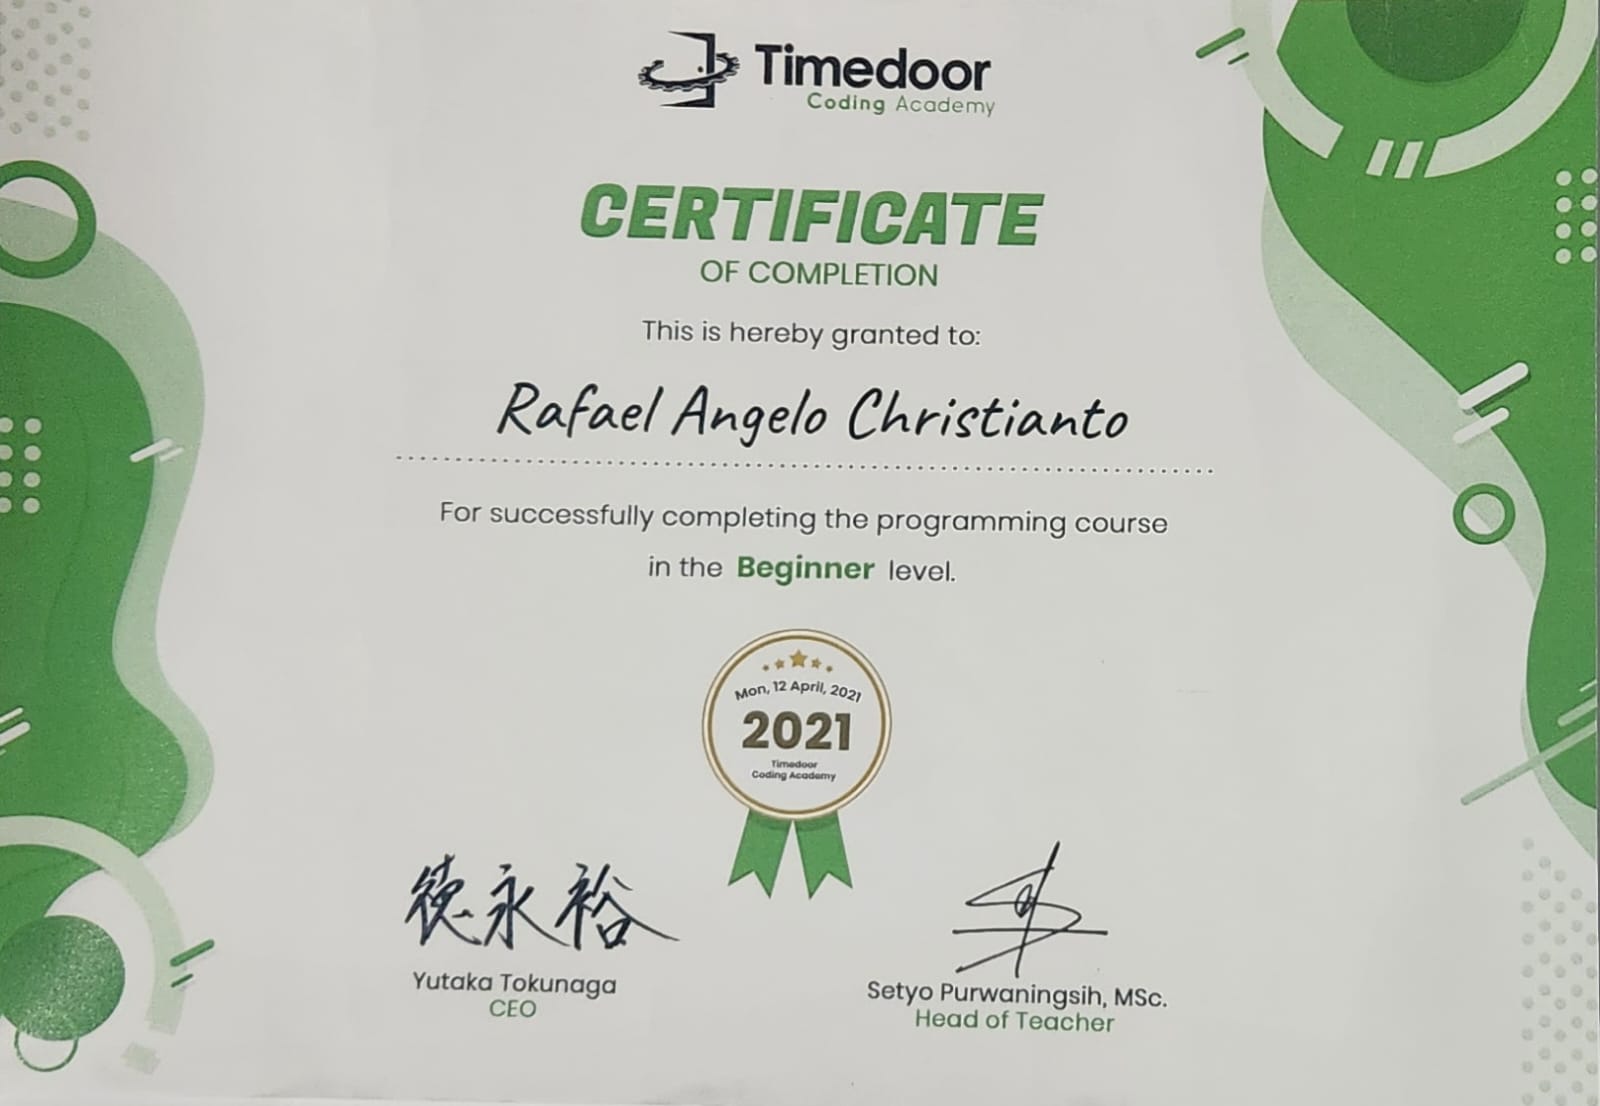 Timedoor
Coding Academy
CERTIFICATE
OF COMPLETION
This is hereby granted to:
Rafael Angelo Christianto
For successfully completing the programming course
in the Beginner level.
Mon, 12 April, 2021
2021
Timedoor
Coding Academy
徳永裕
Yutaka Tokunaga
CEO
Setyo Purwaningsih, MSc.
Head of Teacher